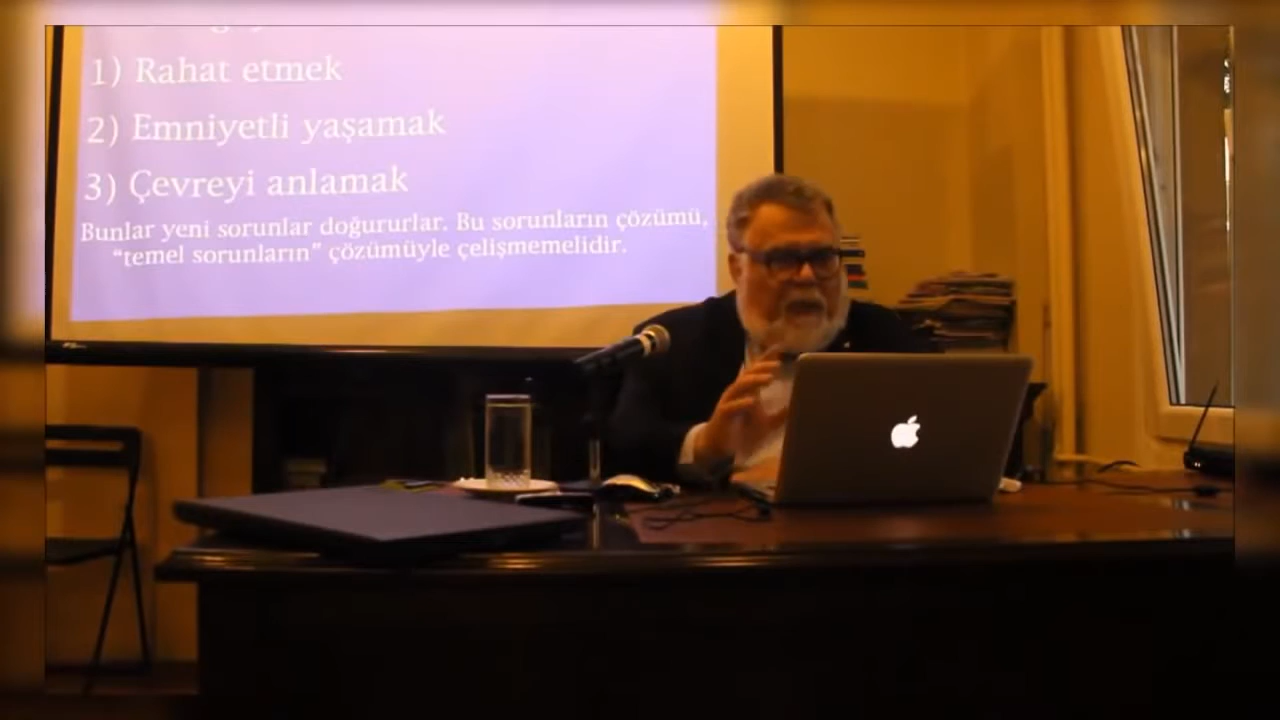 1) Rahat etmek
2) Emniyetli yaşamak
3) Çevreyi anlamak
Bunlar yeni sorunlar doğururlar. Bu sorunların çözümü,
“temel sorunların” çözümüyle çelişmemelidir.